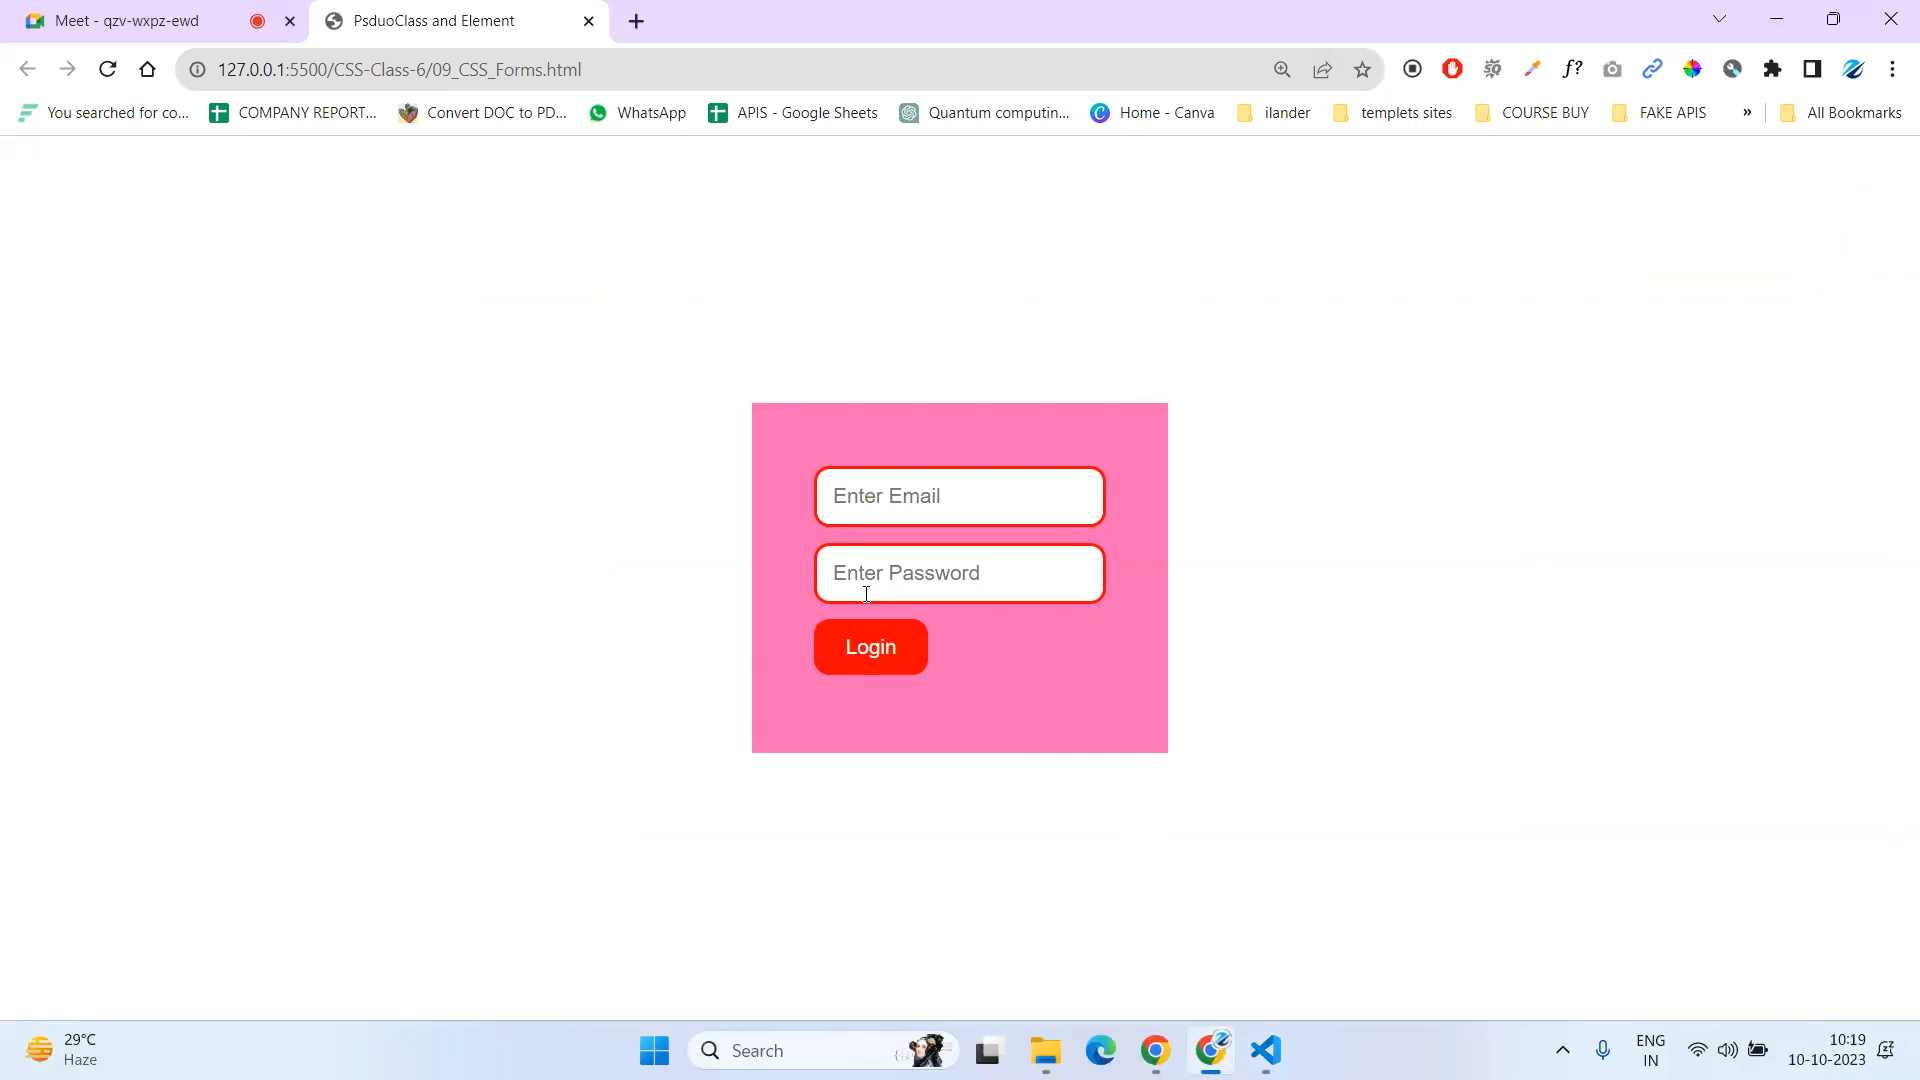 Meet - qzv-wxpz-ewd
PsduoClass and Element
127.0.0.1:5500/CSS-Class-6/09_CSS_Forms.html
f?
You searched for co...
COMPANY REPORT...
Convert DOC to PD...
WhatsApp
APIS - Google Sheets
Quantum computin...
Home - Canva
ilander
templets sites
COURSE BUY
FAKE APIS
»
All Bookmarks
Enter Email
Enter Password
Login
29°C
Haze
Search
ENG
IN
10:19
10-10-2023